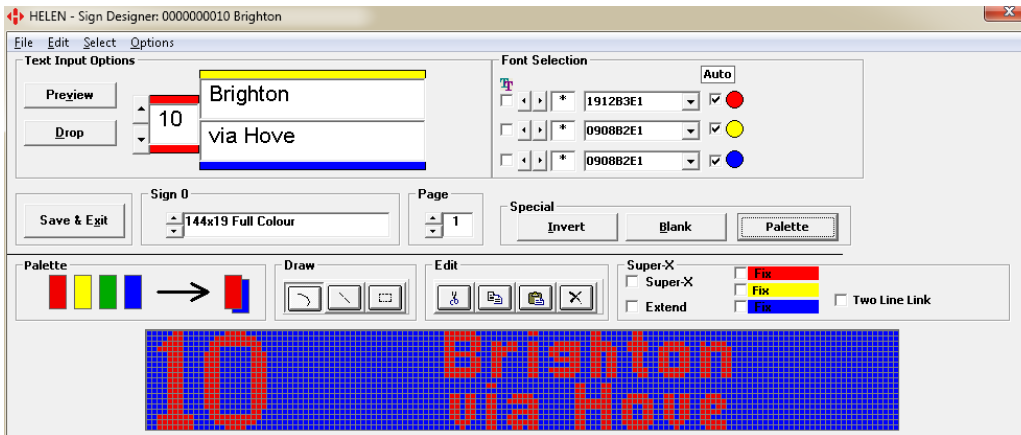 HELEN - Sign Designer: 0000000010 Brighton
File Edit Select Options
Text Input Options
Preview
Drop
10
Brighton
via Hove
Font Selection
Auto
* 1912B3E1
* 0908B2E1
* 0908B2E1
Save & Exit
Sign 0
144x19 Full Colour
Page
1
Special
Invert
Blank
Palette
Palette
Draw
Edit
Super-X
Super-X
Extend
Fix
Fix
Fix
Two Line Link
10
Brighton
via Hove